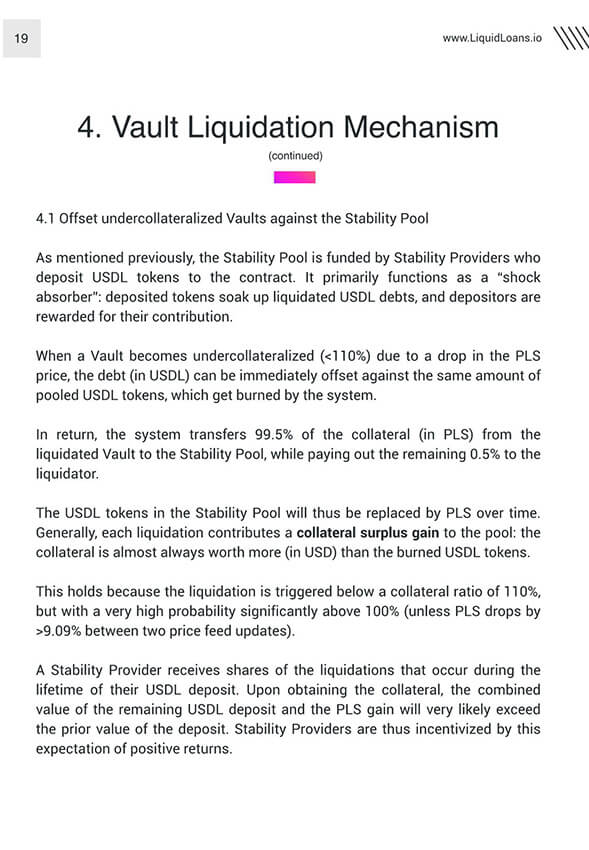 19
www.LiquidLoans.io
4. Vault Liquidation Mechanism
(continued)
4.1 Offset undercollateralized Vaults against the Stability Pool
As mentioned previously, the Stability Pool is funded by Stability Providers who
deposit USDL tokens to the contract. It primarily functions as a “shock
absorber”: deposited tokens soak up liquidated USDL debts, and depositors are
rewarded for their contribution.
When a Vault becomes undercollateralized (<110%) due to a drop in the PLS
price, the debt (in USDL) can be immediately offset against the same amount of
pooled USDL tokens, which get burned by the system.
In return, the system transfers 99.5% of the collateral (in PLS) from the
liquidated Vault to the Stability Pool, while paying out the remaining 0.5% to the
liquidator.
The USDL tokens in the Stability Pool will thus be replaced by PLS over time.
Generally, each liquidation contributes a collateral surplus gain to the pool: the
collateral is almost always worth more (in USD) than the burned USDL tokens.
This holds because the liquidation is triggered below a collateral ratio of 110%,
but with a very high probability significantly above 100% (unless PLS drops by
>9.09% between two price feed updates).
A Stability Provider receives shares of the liquidations that occur during the
lifetime of their USDL deposit. Upon obtaining the collateral, the combined
value of the remaining USDL deposit and the PLS gain will very likely exceed
the prior value of the deposit. Stability Providers are thus incentivized by this
expectation of positive returns.